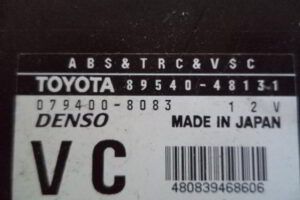 ABS&TRC&VSC
TOYOTA 89540-48131
079400-8083 12V
DENSO MADE IN JAPAN
VC
480839468606